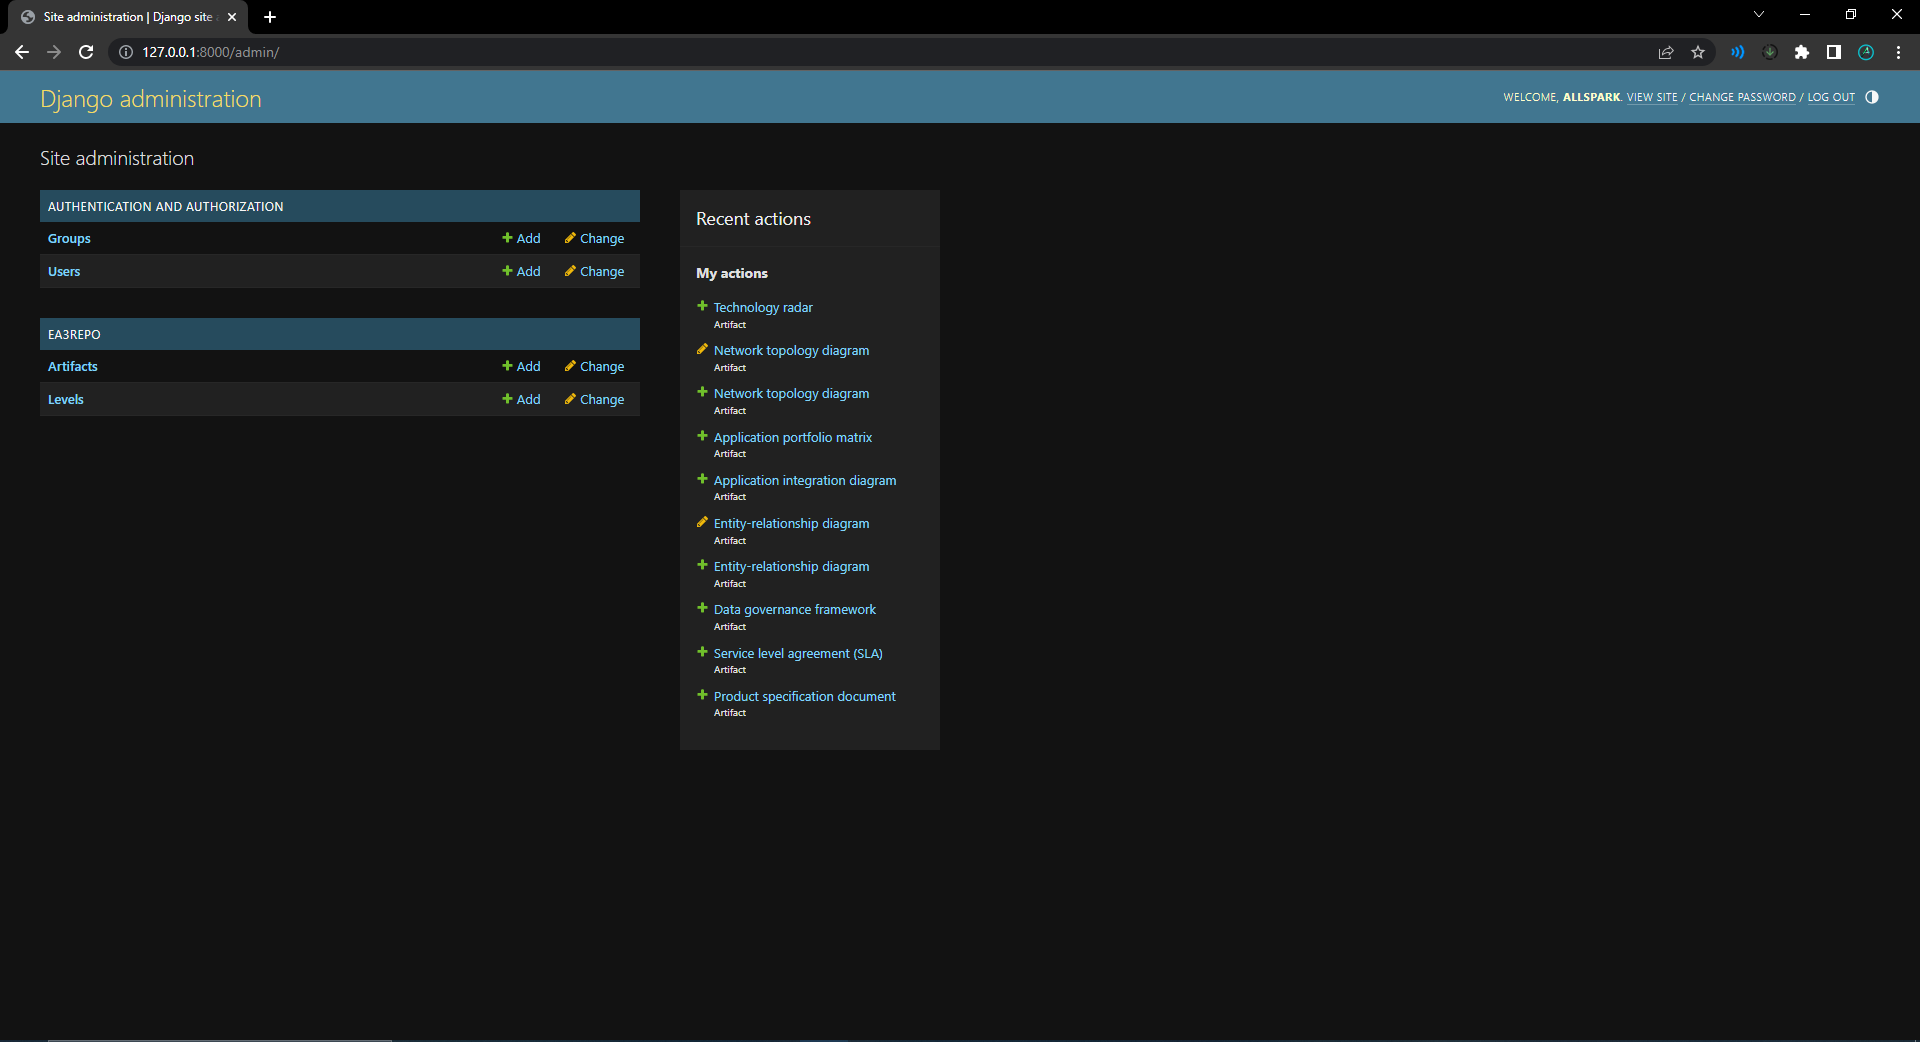 Site administration | Django site
127.0.0.1:8000/admin/
Django administration
WELCOME, ALLSPARK. VIEW SITE / CHANGE PASSWORD / LOG OUT
Site administration
AUTHENTICATION AND AUTHORIZATION
Groups Add Change
Users Add Change
EA3REPO
Artifacts Add Change
Levels Add Change
Recent actions
My actions
Technology radar
Artifact
Network topology diagram
Artifact
Network topology diagram
Artifact
Application portfolio matrix
Artifact
Application integration diagram
Artifact
Entity-relationship diagram
Artifact
Entity-relationship diagram
Artifact
Data governance framework
Artifact
Service level agreement (SLA)
Artifact
Product specification document
Artifact